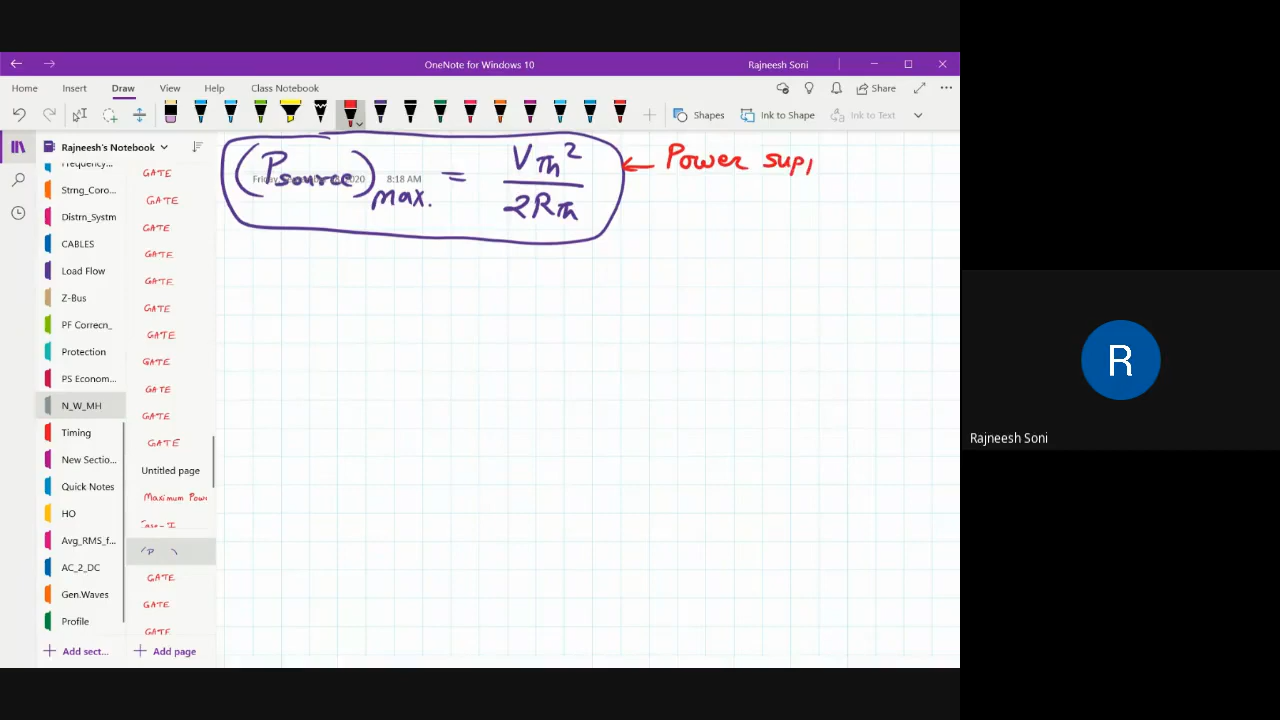 OneNote for Windows 10
Rajneesh Soni
Home Insert Draw View Help Class Notebook
Share
Shapes Ink to Shape Ink to Text
Rajneesh's Notebook
Strng_Coro...
Distrn_Systm
CABLES
Load Flow
Z-Bus
PF Correcn_
Protection
PS Econom...
N_W_MH
Timing
New Sectio...
Quick Notes
HO
Avg_RMS_f...
AC_2_DC
Gen.Waves
Profile
Add sect...
GATE
GATE
GATE
GATE
GATE
GATE
GATE
GATE
GATE
GATE
GATE
Untitled page
Maximum Pow
Case-I
(P )
GATE
GATE
GATE
Add page
(Psource)max. = VTh² / 2RTh ← Power sup
8:18 AM
R
Rajneesh Soni